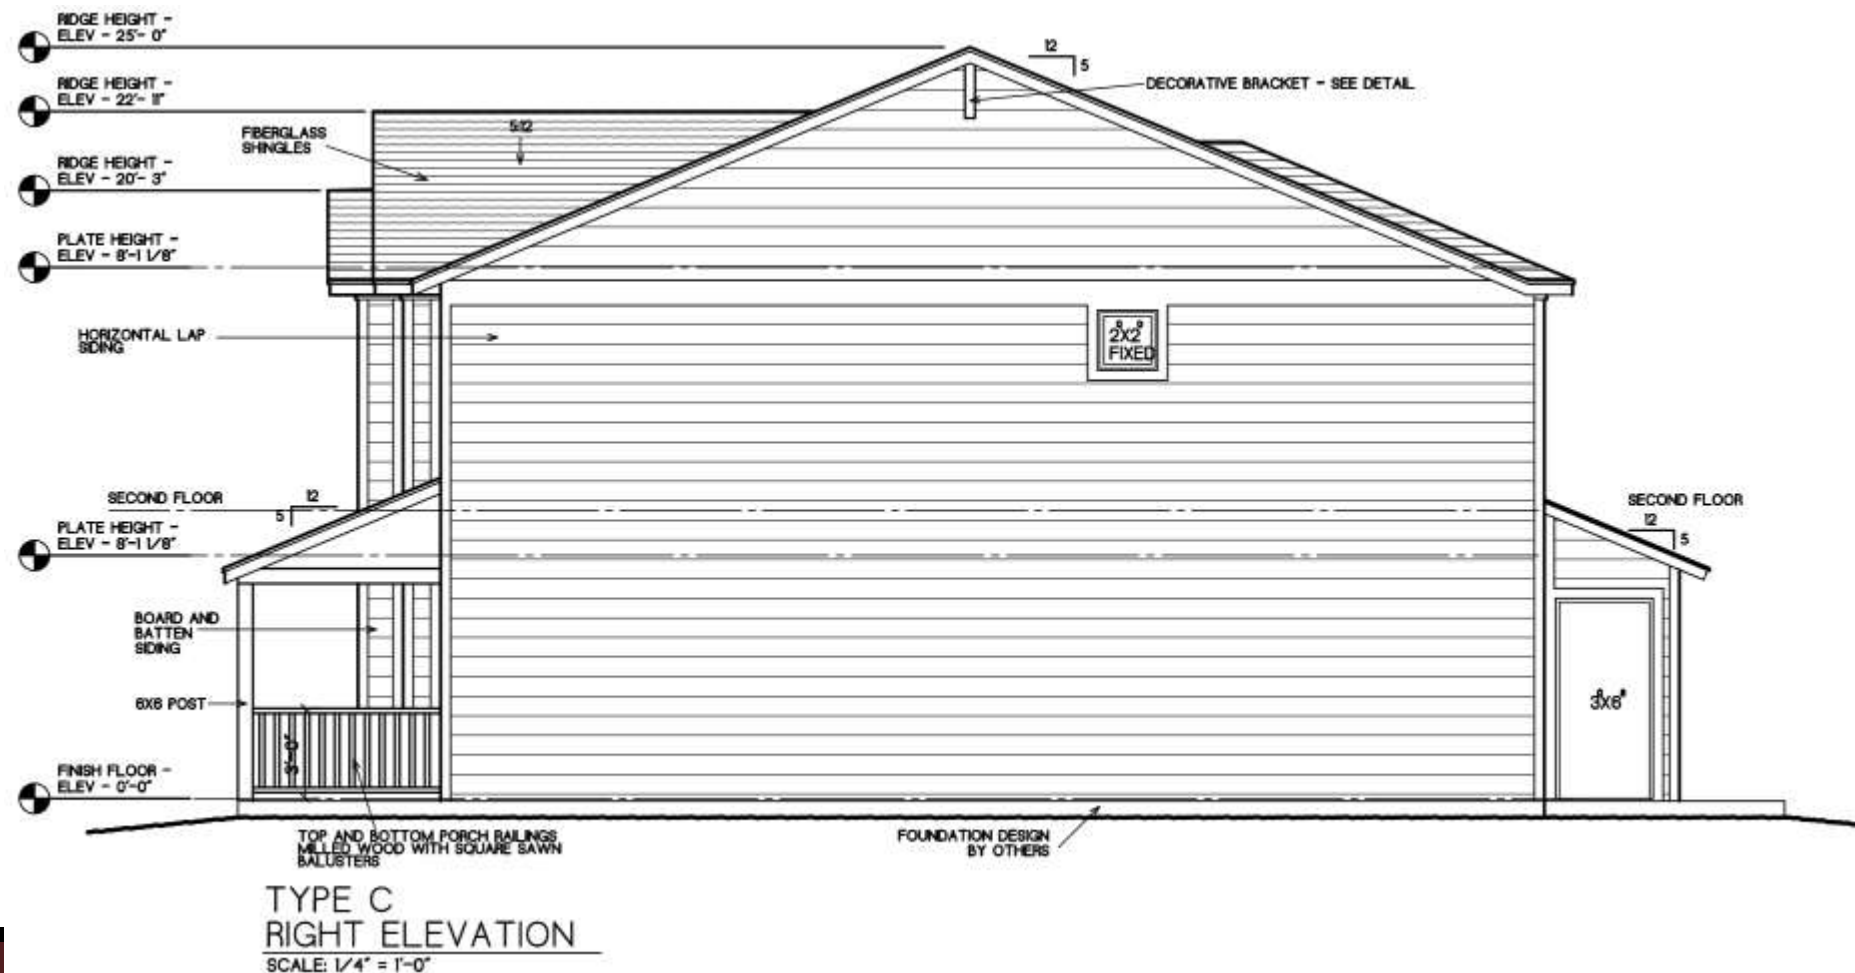 RIDGE HEIGHT -
ELEV - 25'- 0"
RIDGE HEIGHT -
ELEV - 22'- 11"
RIDGE HEIGHT -
ELEV - 20'- 3"
PLATE HEIGHT -
ELEV - 8'-1 1/8"
12
5
DECORATIVE BRACKET - SEE DETAIL
FIBERGLASS
SHINGLES
5:12
HORIZONTAL LAP
SIDING
2⁰X2⁰
FIXED
SECOND FLOOR
12
5
PLATE HEIGHT -
ELEV - 8'-1 1/8"
SECOND FLOOR
12
5
BOARD AND
BATTEN
SIDING
6X6 POST
3'-0"
3⁰X6⁸
FINISH FLOOR -
ELEV - 0'-0"
TOP AND BOTTOM PORCH RAILINGS
MILLED WOOD WITH SQUARE SAWN
BALUSTERS
FOUNDATION DESIGN
BY OTHERS
TYPE C
RIGHT ELEVATION
SCALE: 1/4" = 1'-0"